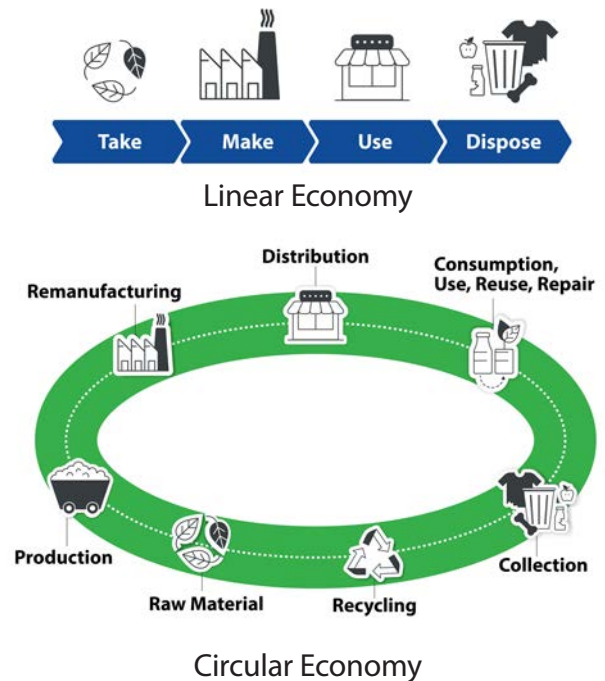 Take Make Use Dispose
Linear Economy
Distribution
Consumption,
Use, Reuse, Repair
Remanufacturing
Production
Collection
Raw Material
Recycling
Circular Economy